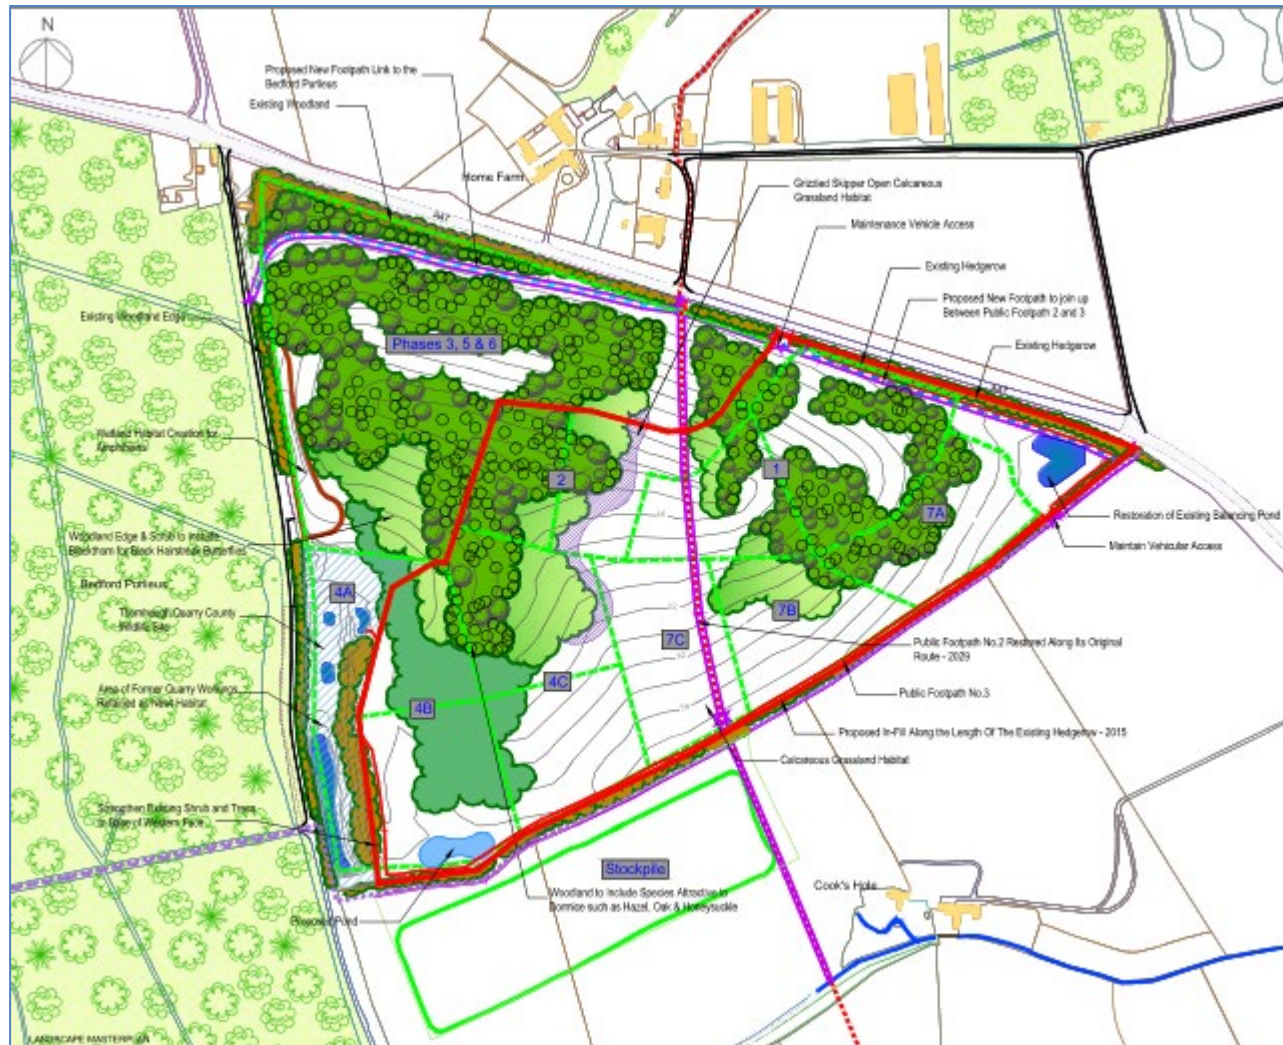 N
Proposed New Footpath Link to the
Bedford Purlieus
Existing Woodland
Home Farm
A47
Grizzled Skipper Open Calcareous
Grassland Habitat
Maintenance Vehicle Access
Existing Hedgerow
Proposed New Footpath to join up
Between Public Footpath 2 and 3
Existing Hedgerow
A47
Existing Woodland Edge
Phases 3, 5 & 6
Wetland Habitat Creation for
Amphibians
2
1
7A
Restoration of Existing Balancing Pond
Maintain Vehicular Access
Woodland Edge & Scrub to include
Blackthorn for Black Hairstreak Butterflies
Bedford Purlieus
4A
Thornhaugh Quarry County
Wildlife Site
7B
7C
Public Footpath No.2 Restored Along Its Original
Route - 2029
Area of Former Quarry Workings
Retained as Newt Habitat
4C
4B
Public Footpath No.3
Proposed In-Fill Along the Length Of The Existing Hedgerow - 2015
Calcareous Grassland Habitat
Strengthen Existing Shrub and Trees
to Base of Western Face
Stockpile
Woodland to Include Species Attractive to
Dormice such as Hazel, Oak & Honeysuckle
Cook's Hole
Proposed Pond
LANDSCAPE MASTERPLAN